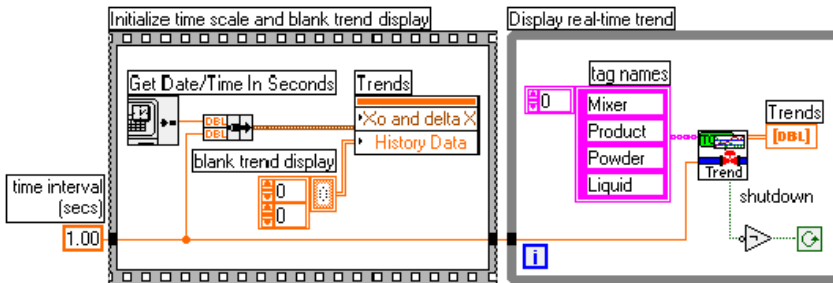 Initialize time scale and blank trend display
Display real-time trend
Get Date/Time In Seconds
Trends
tag names
DBL
DBL
Xo and delta X
History Data
0
Mixer
Product
Powder
Liquid
Trends
[DBL]
TC
Trend
blank trend display
0
0
0
time interval
(secs)
1.00
shutdown
i